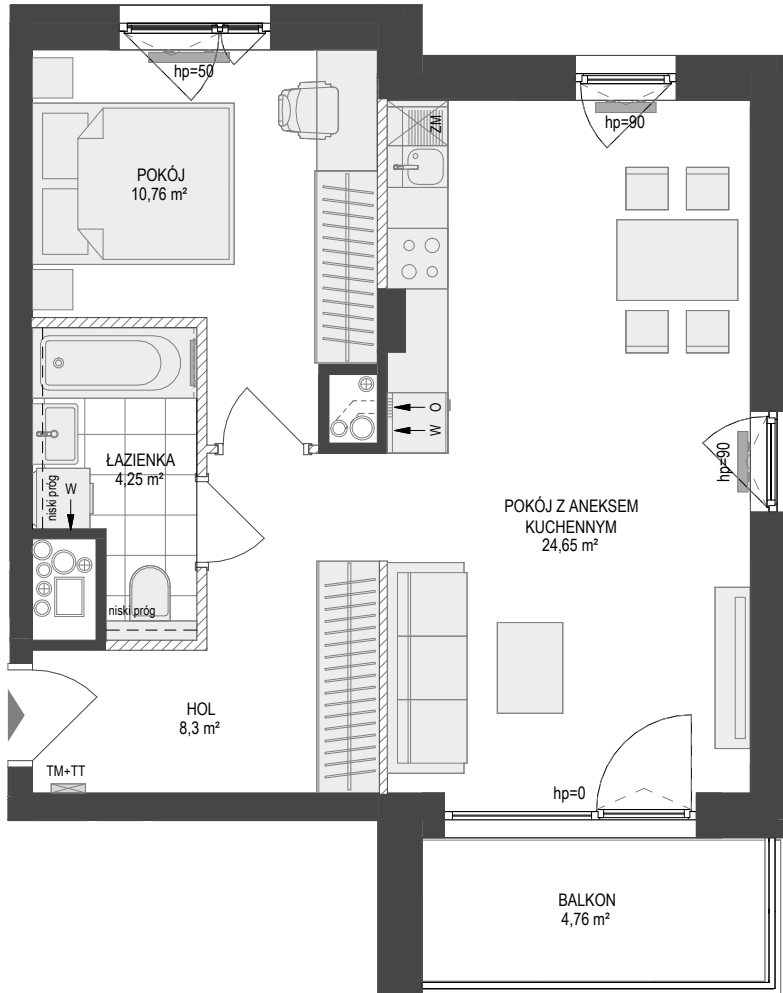 hp=50
ZM
hp=90
POKÓJ
10,76 m²
O
W
hp=90
ŁAZIENKA
4,25 m²
niski próg
W
POKÓJ Z ANEKSEM
KUCHENNYM
24,65 m²
niski próg
HOL
8,3 m²
TM+TT
hp=0
BALKON
4,76 m²